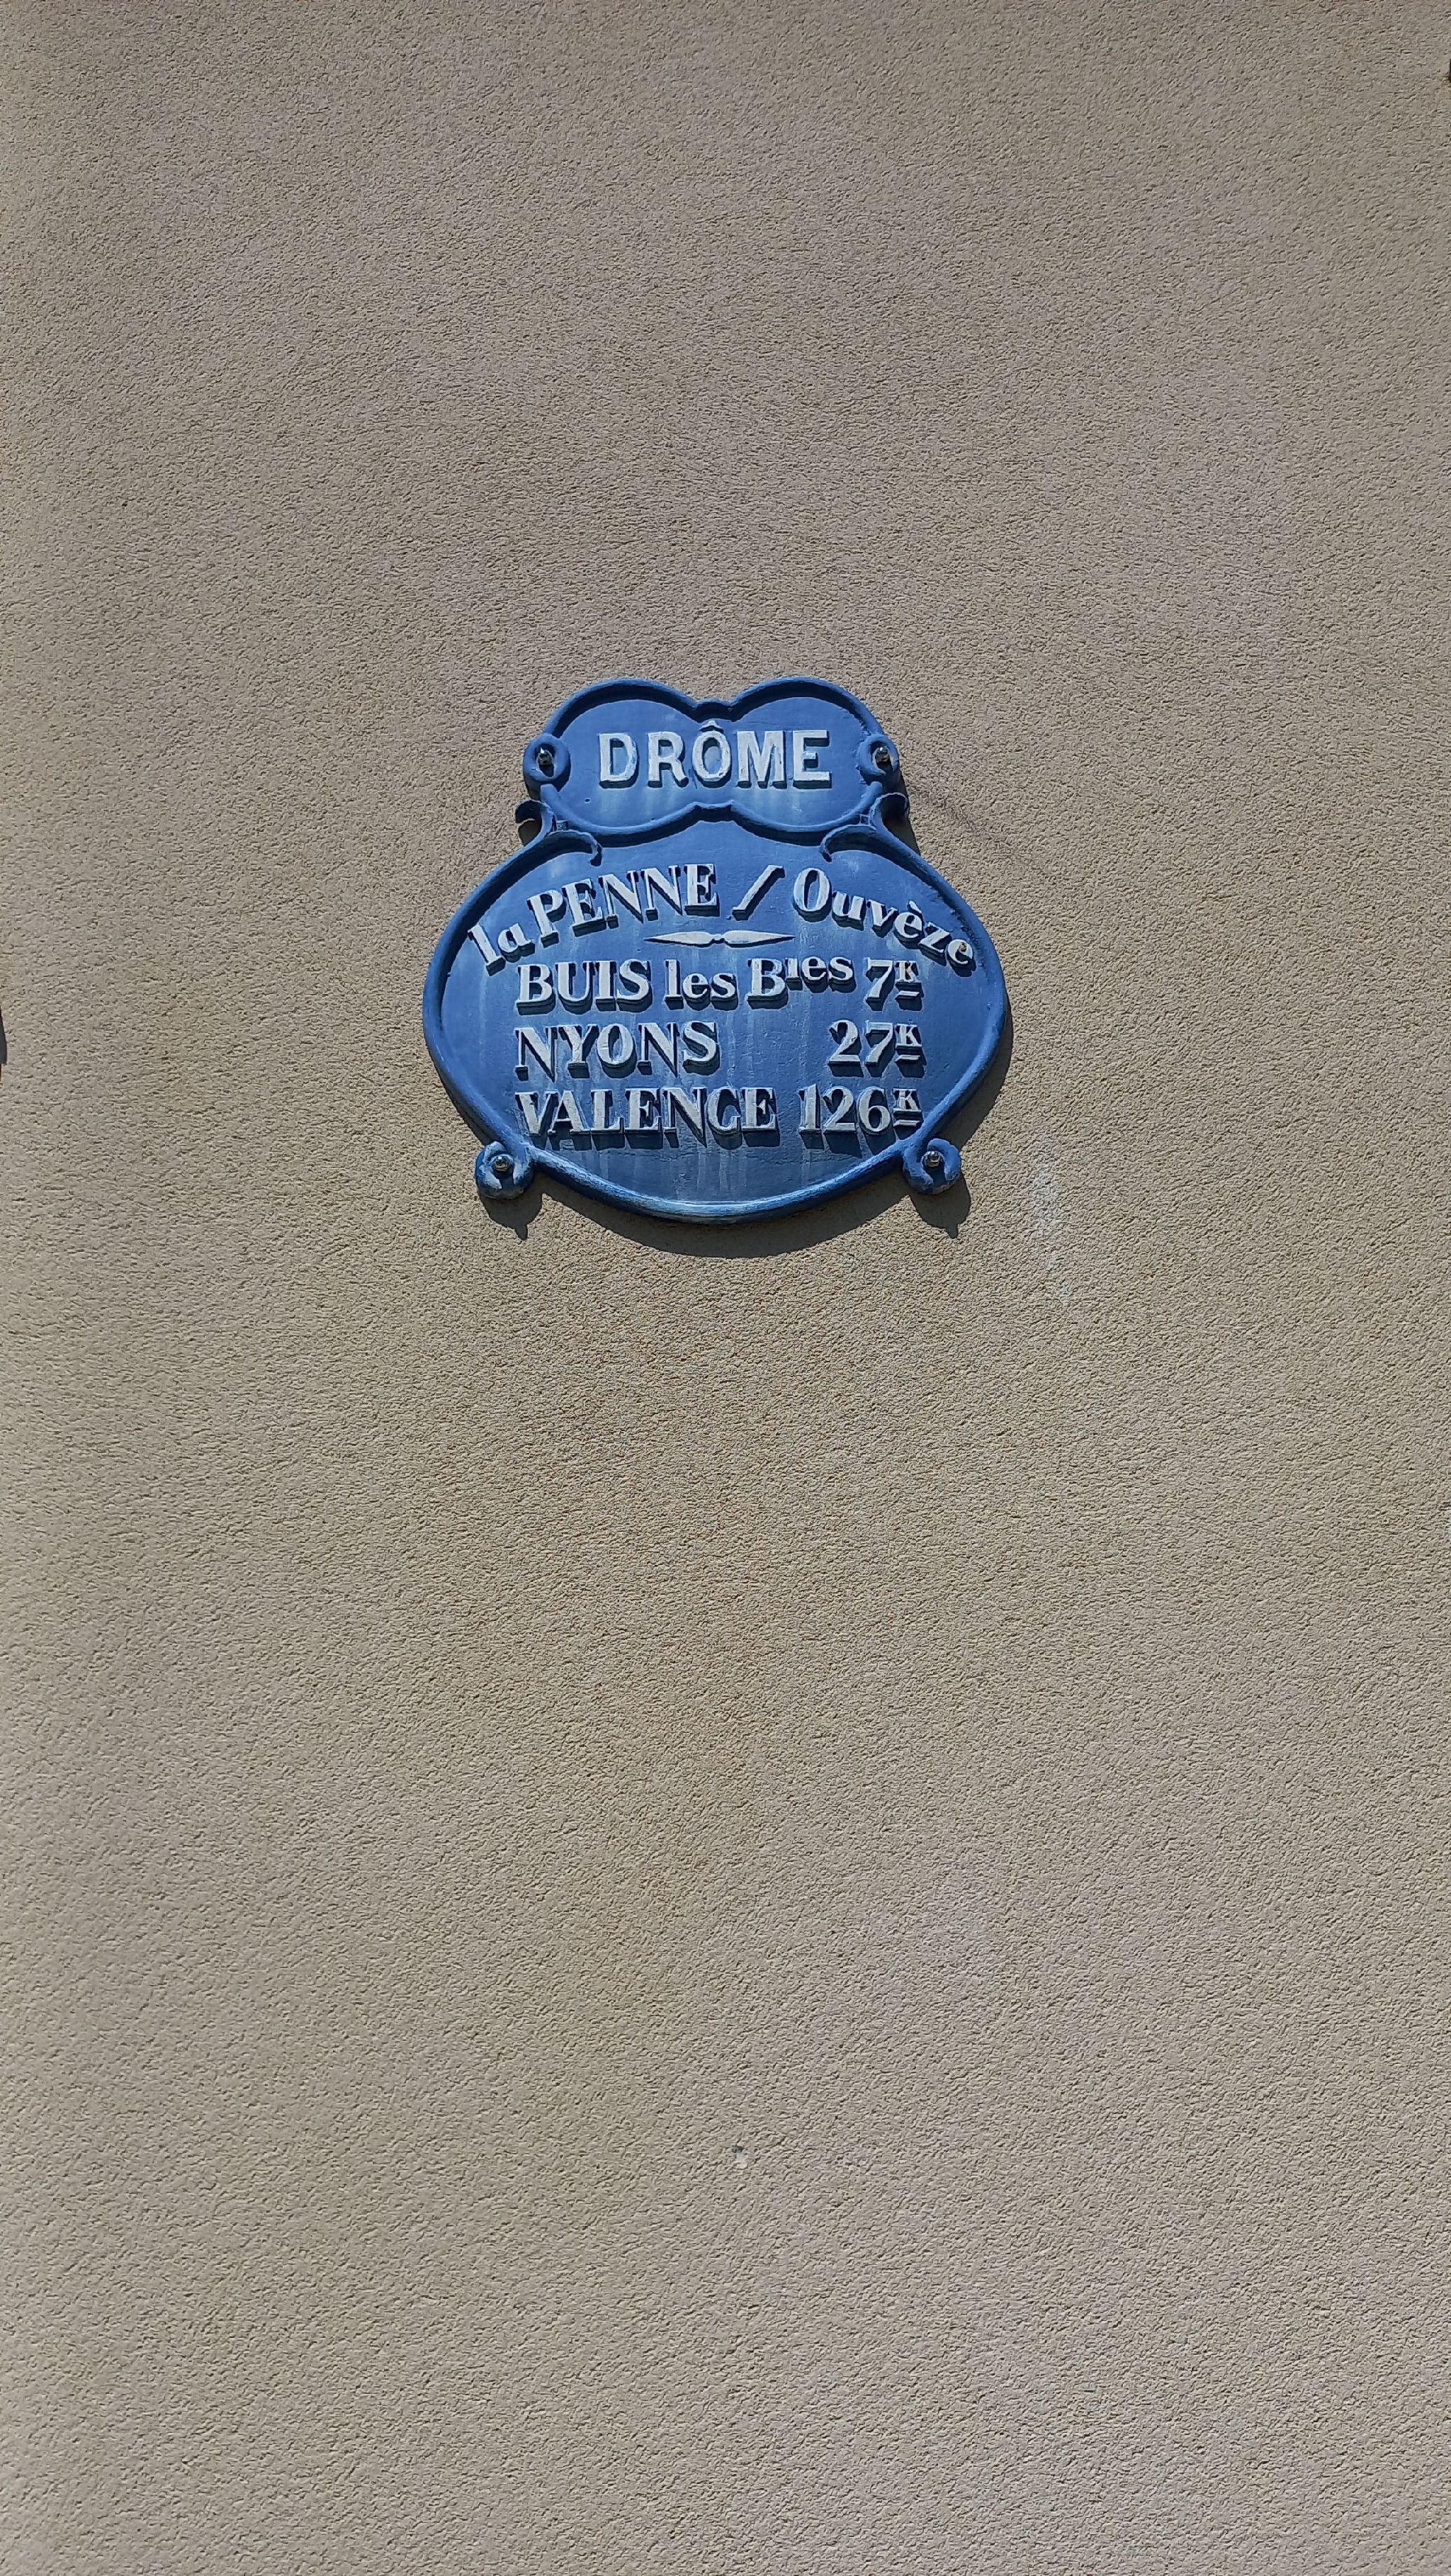 DRÔME
la PENNE / Ouvèze
BUIS les Bies 7K
NYONS 27K
VALENCE 126K